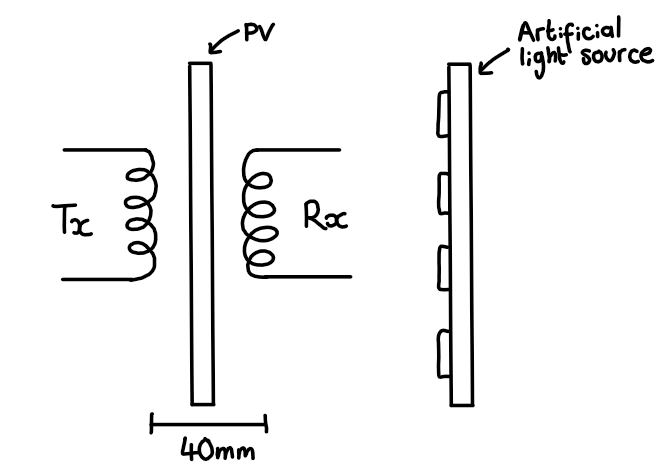 PV
Artificial
light source
Tx
Rx
40mm